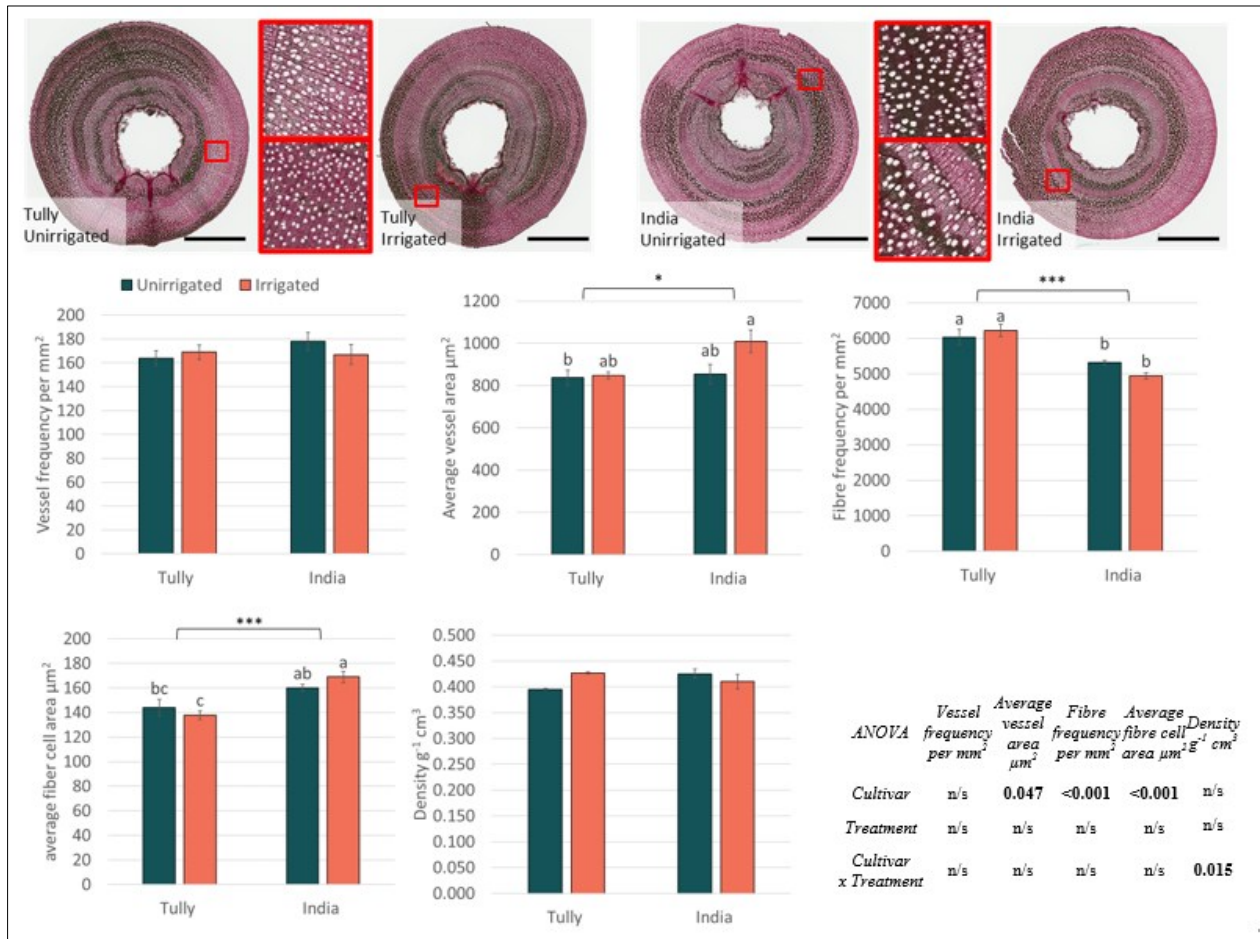 Tully
Unirrigated
Tully
Irrigated
India
Unirrigated
India
Irrigated
Unirrigated Irrigated
Vessel frequency per mm²
200
180
160
140
120
100
80
60
40
20
0
Tully India
*
Average vessel area µm²
1200
1000
800
600
400
200
0
b ab ab a
Tully India
***
Fibre frequency per mm²
7000
6000
5000
4000
3000
2000
1000
0
a a b b
Tully India
***
average fiber cell area µm²
200
180
160
140
120
100
80
60
40
20
0
bc c ab a
Tully India
Density g⁻¹ cm³
0.500
0.450
0.400
0.350
0.300
0.250
0.200
0.150
0.100
0.050
0.000
Tully India
ANOVA
Vessel
frequency
per mm²
Average
vessel
area
µm²
Fibre
frequency
per mm²
Average
fibre cell
area µm²
Density
g⁻¹ cm³
Cultivar n/s 0.047 <0.001 <0.001 n/s
Treatment n/s n/s n/s n/s n/s
Cultivar
x Treatment n/s n/s n/s n/s 0.015